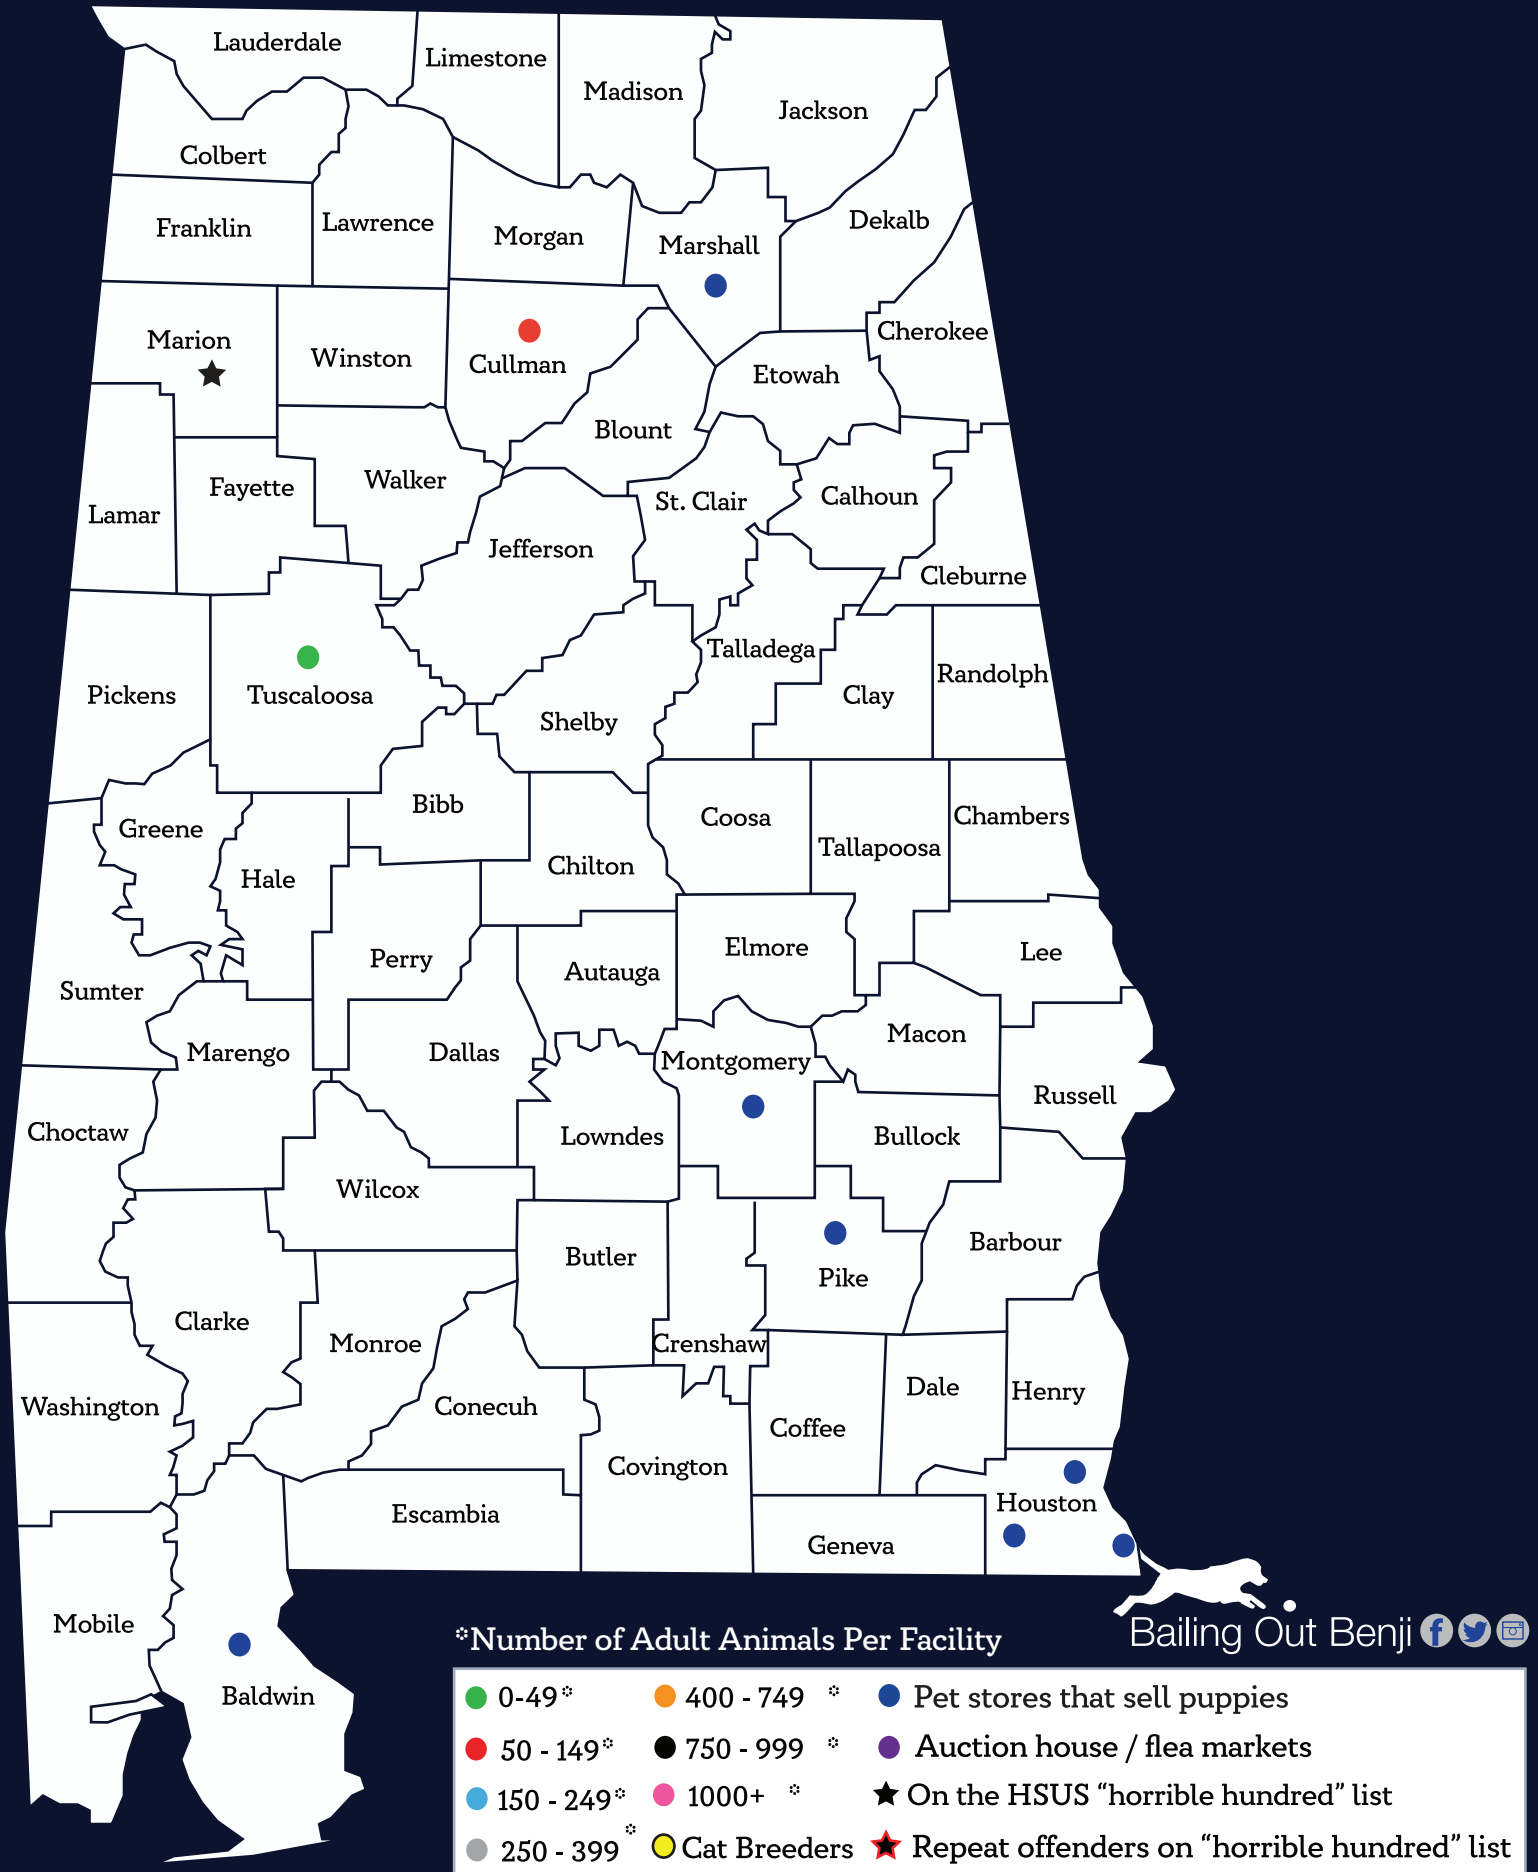 Lauderdale
Limestone
Madison
Jackson
Colbert
Franklin
Lawrence
Morgan
Marshall
Dekalb
Cherokee
Marion
Winston
Cullman
Etowah
Blount
Walker
Fayette
Lamar
St. Clair
Calhoun
Jefferson
Cleburne
Talladega
Randolph
Clay
Pickens
Tuscaloosa
Shelby
Bibb
Coosa
Chambers
Tallapoosa
Greene
Chilton
Hale
Elmore
Lee
Perry
Autauga
Sumter
Macon
Marengo
Dallas
Montgomery
Russell
Choctaw
Lowndes
Bullock
Wilcox
Barbour
Butler
Pike
Clarke
Monroe
Crenshaw
Dale
Henry
Washington
Conecuh
Coffee
Covington
Houston
Escambia
Geneva
Mobile
Baldwin
Bailing Out Benji
*Number of Adult Animals Per Facility
0-49*
400 - 749 *
Pet stores that sell puppies
50 - 149*
750 - 999 *
Auction house / flea markets
150 - 249*
1000+ *
On the HSUS “horrible hundred” list
250 - 399 *
Cat Breeders
Repeat offenders on “horrible hundred” list